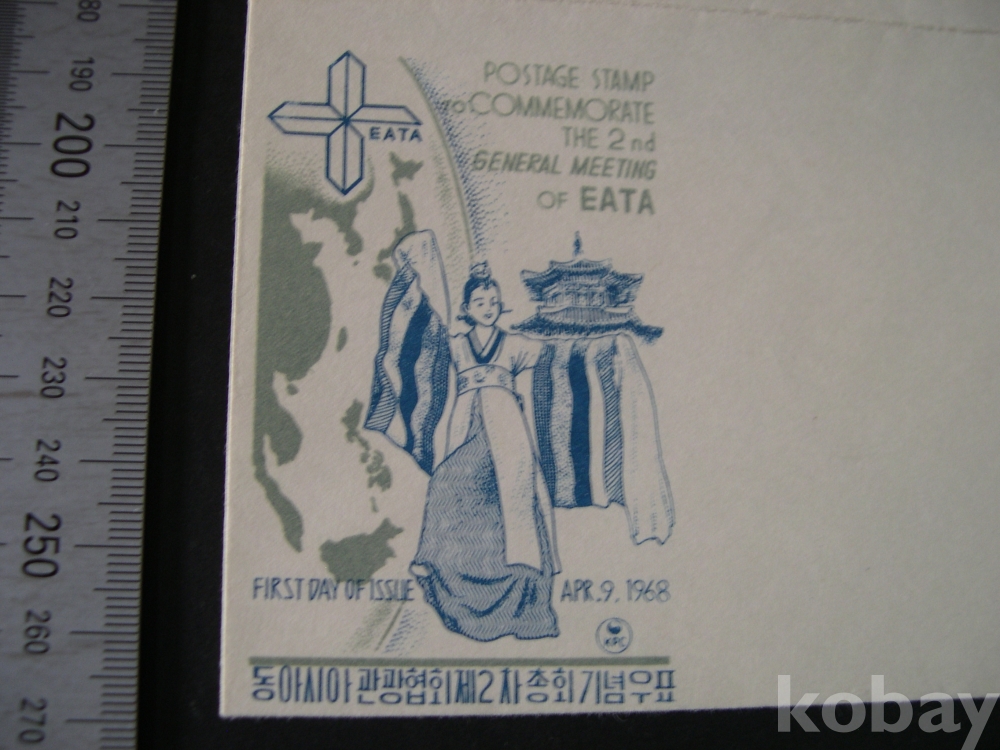 EATA
POSTAGE STAMP
TO COMMEMORATE
THE 2nd
GENERAL MEETING
OF EATA
FIRST DAY OF ISSUE APR. 9. 1968
KPC
동아시아관광협회제2차총회기념우표
80
190
200
210
220
230
240
250
260
270
kobay